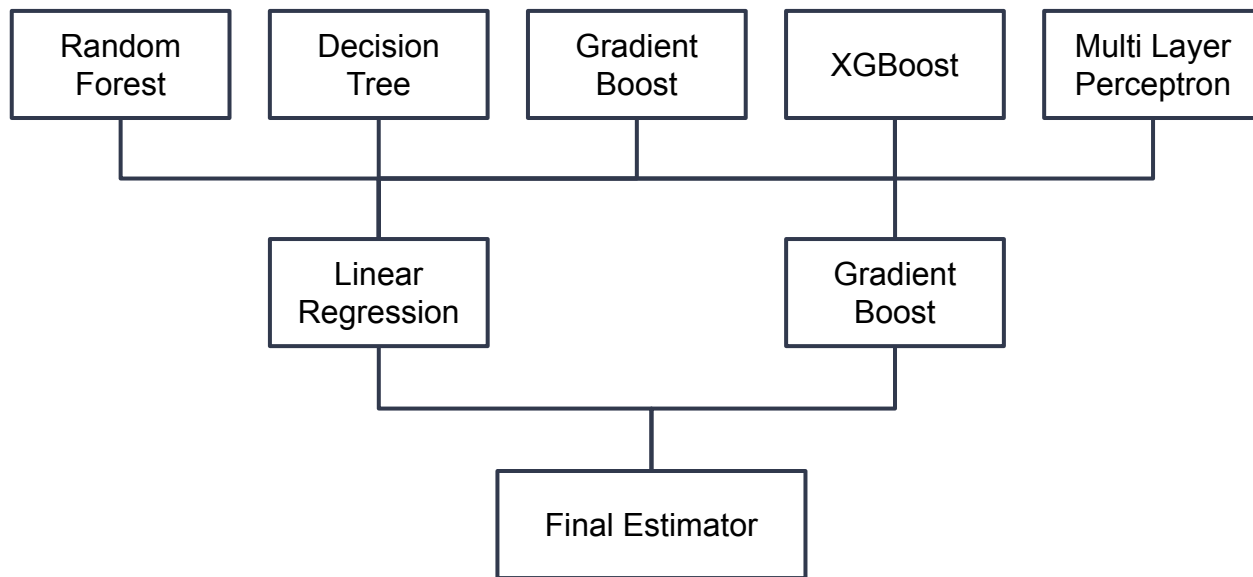 Random
Forest
Decision
Tree
Gradient
Boost
XGBoost
Multi Layer
Perceptron
Linear
Regression
Gradient
Boost
Final Estimator